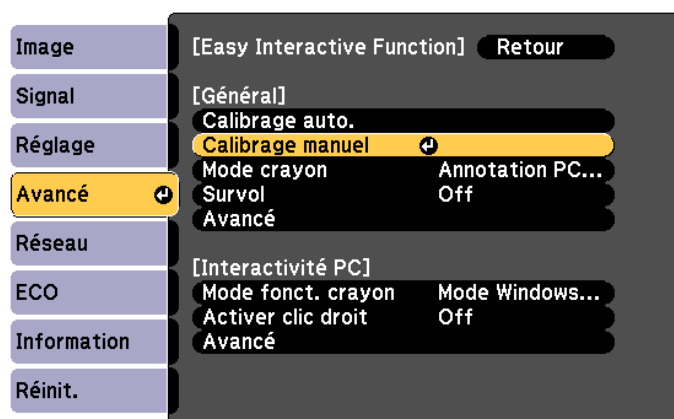 Image
Signal
Réglage
Avancé
Réseau
ECO
Information
Réinit.
[Easy Interactive Function] Retour
[Général]
Calibrage auto.
Calibrage manuel
Mode crayon Annotation PC...
Survol Off
Avancé
[Interactivité PC]
Mode fonct. crayon Mode Windows...
Activer clic droit Off
Avancé